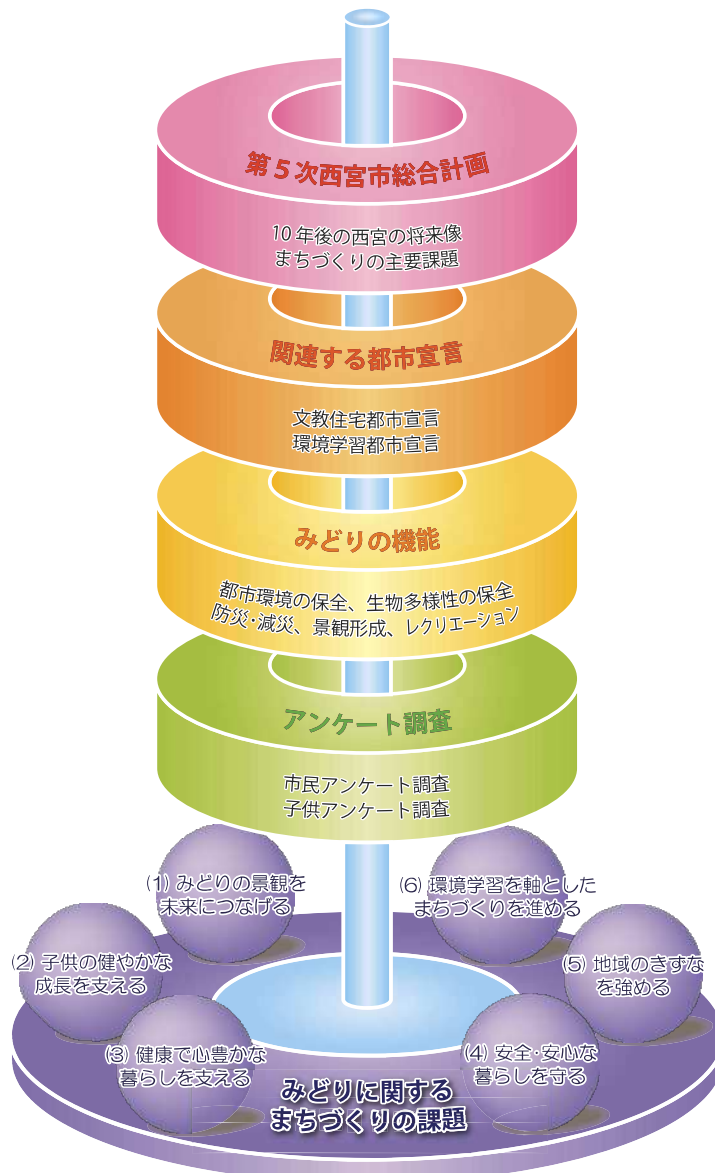 第5次西宮市総合計画
10年後の西宮の将来像
まちづくりの主要課題
関連する都市宣言
文教住宅都市宣言
環境学習都市宣言
みどりの機能
都市環境の保全、生物多様性の保全
防災・減災、景観形成、レクリエーション
アンケート調査
市民アンケート調査
子供アンケート調査
(1) みどりの景観を
未来につなげる
(2) 子供の健やかな
成長を支える
(3) 健康で心豊かな
暮らしを支える
(4) 安全・安心な
暮らしを守る
(5) 地域のきずな
を強める
(6) 環境学習を軸とした
まちづくりを進める
みどりに関する
まちづくりの課題